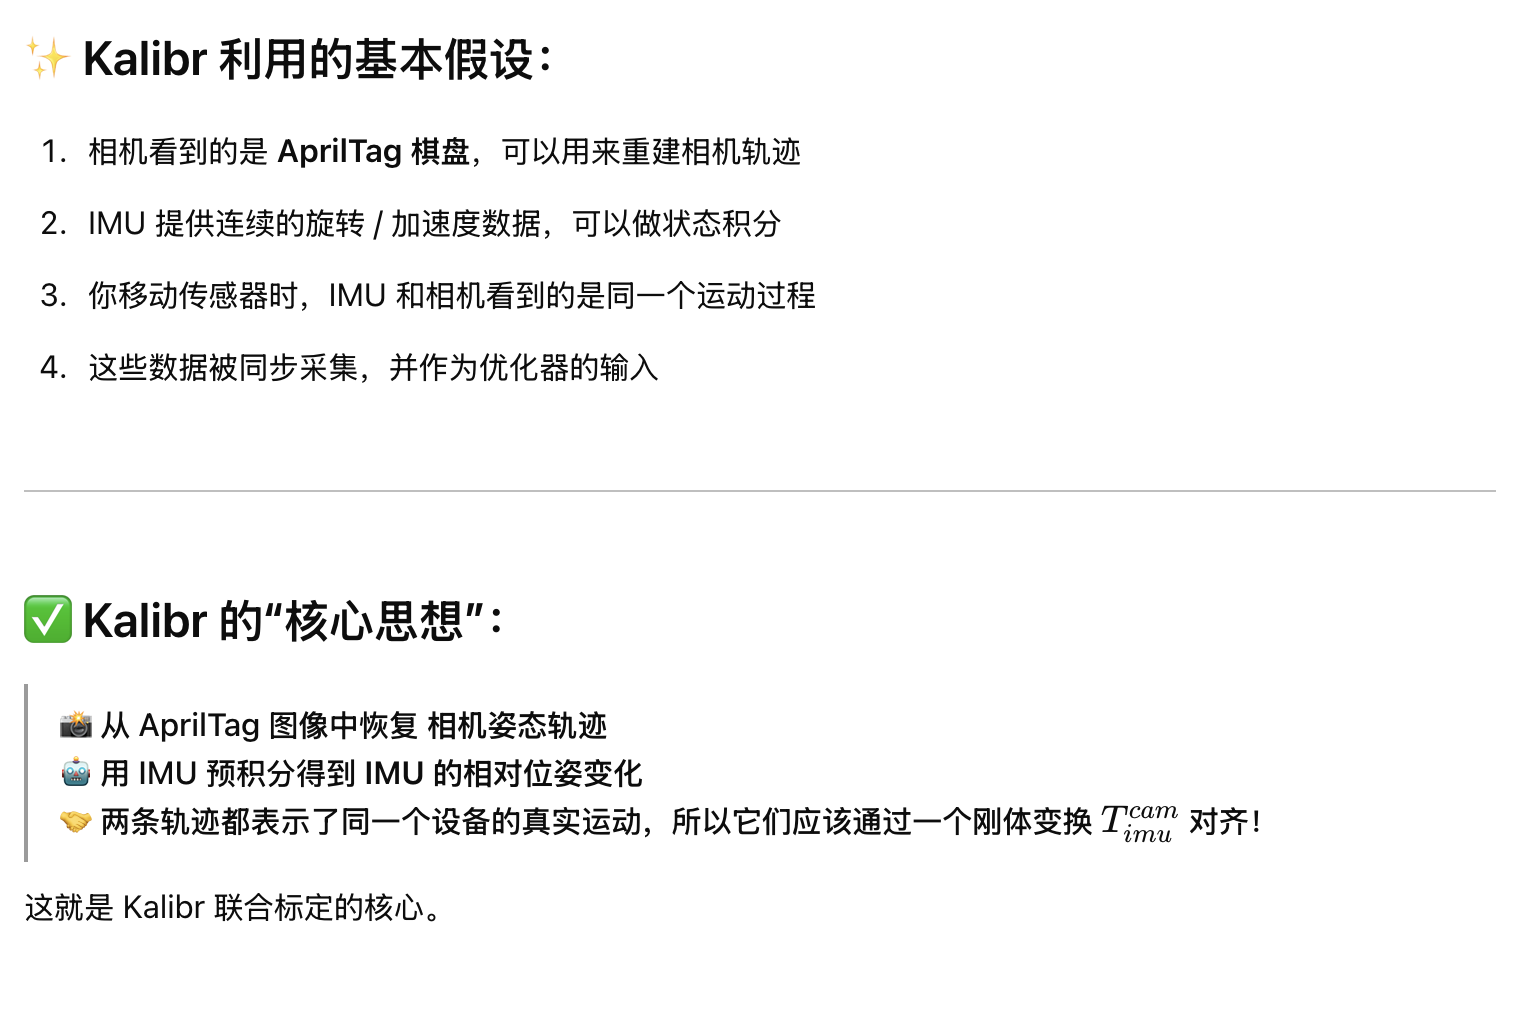 ✨ Kalibr 利用的基本假设：
1. 相机看到的是 AprilTag 棋盘，可以用来重建相机轨迹
2. IMU 提供连续的旋转 / 加速度数据，可以做状态积分
3. 你移动传感器时，IMU 和相机看到的是同一个运动过程
4. 这些数据被同步采集，并作为优化器的输入
✅ Kalibr 的“核心思想”：
📸 从 AprilTag 图像中恢复 相机姿态轨迹
🤖 用 IMU 预积分得到 IMU 的相对位姿变化
🤝 两条轨迹都表示了同一个设备的真实运动，所以它们应该通过一个刚体变换 $T_{imu}^{cam}$ 对齐！
这就是 Kalibr 联合标定的核心。